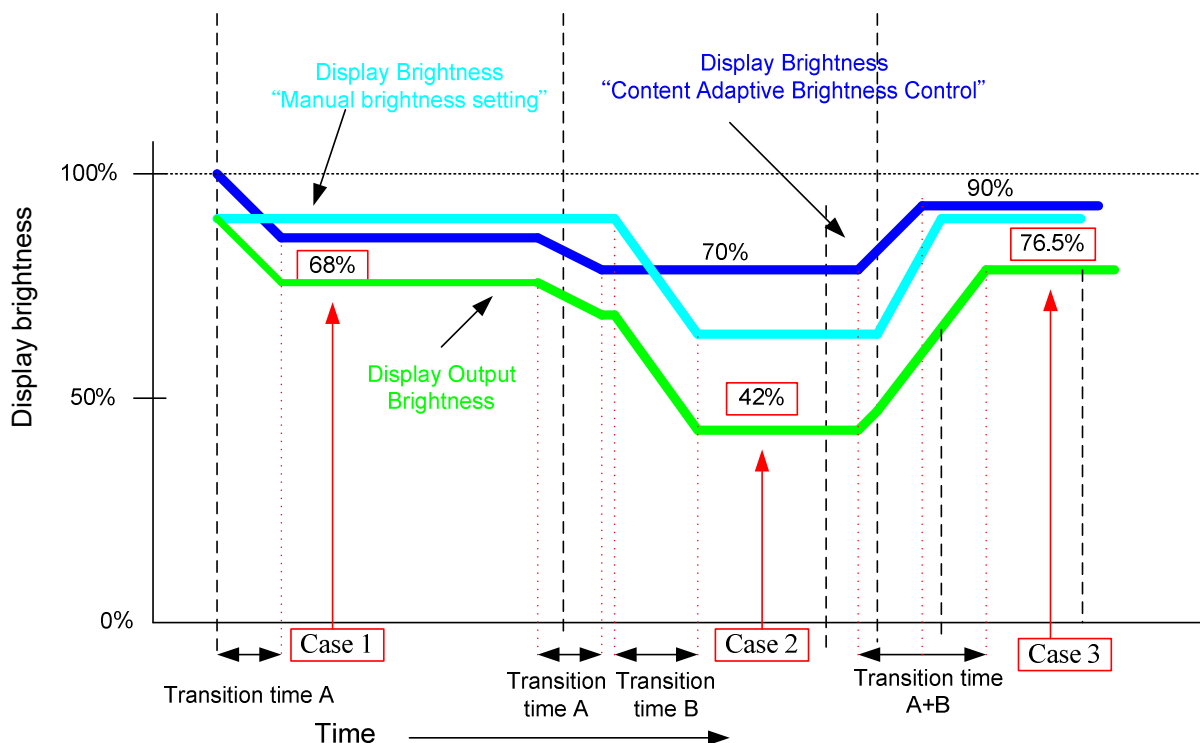 Display Brightness
“Manual brightness setting”
Display Brightness
“Content Adaptive Brightness Control”
Display brightness
100%
50%
0%
68%
70%
90%
76.5%
42%
Display Output
Brightness
Case 1
Case 2
Case 3
Transition time A
Transition
time A
Transition
time B
Transition time
A+B
Time